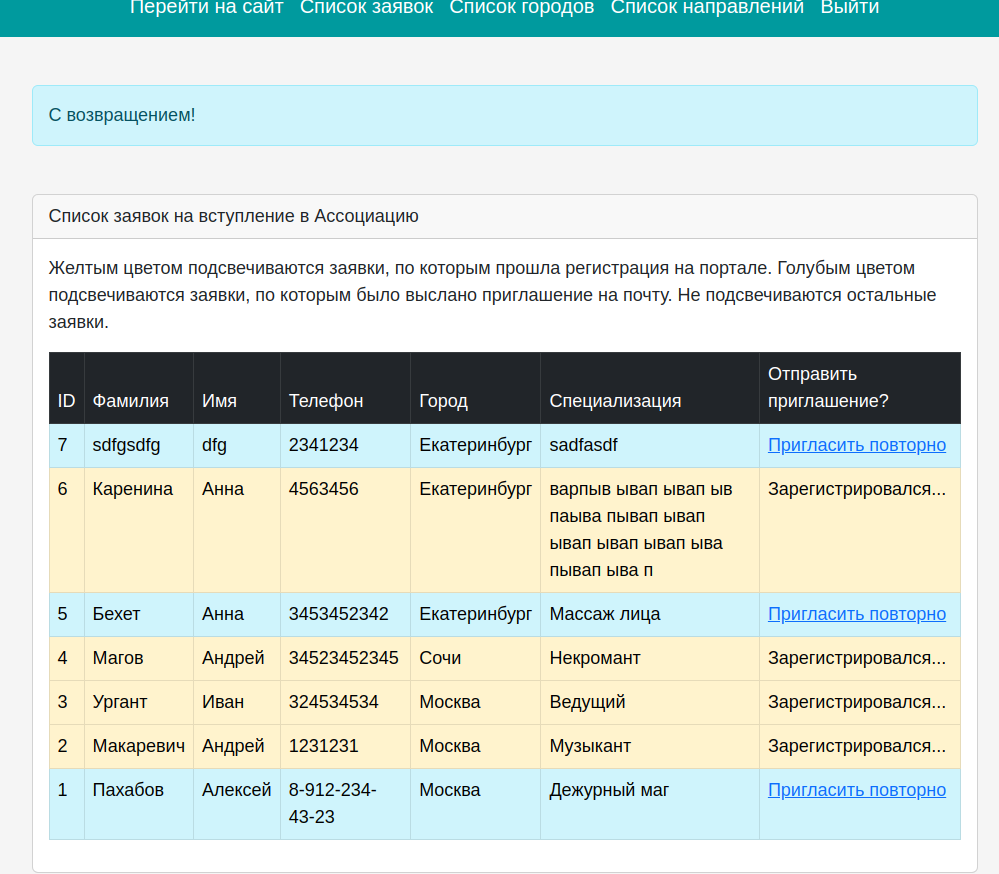 Перейти на сайт Список заявок Список городов Список направлений Выйти
С возвращением!
Список заявок на вступление в Ассоциацию
Желтым цветом подсвечиваются заявки, по которым прошла регистрация на портале. Голубым цветом
подсвечиваются заявки, по которым было выслано приглашение на почту. Не подсвечиваются остальные
заявки.
ID Фамилия Имя Телефон Город Специализация Отправить
приглашение?
7 sdfgsdfg dfg 2341234 Екатеринбург sadfasdf Пригласить повторно
6 Каренина Анна 4563456 Екатеринбург варпыв ывап ывап ыв Зарегистрировался...
паыва пывап ывап
ывап ывап ывап ыва
пывап ыва п
5 Бехет Анна 3453452342 Екатеринбург Массаж лица Пригласить повторно
4 Магов Андрей 34523452345 Сочи Некромант Зарегистрировался...
3 Ургант Иван 324534534 Москва Ведущий Зарегистрировался...
2 Макаревич Андрей 1231231 Москва Музыкант Зарегистрировался...
1 Пахабов Алексей 8-912-234- Москва Дежурный маг Пригласить повторно
43-23